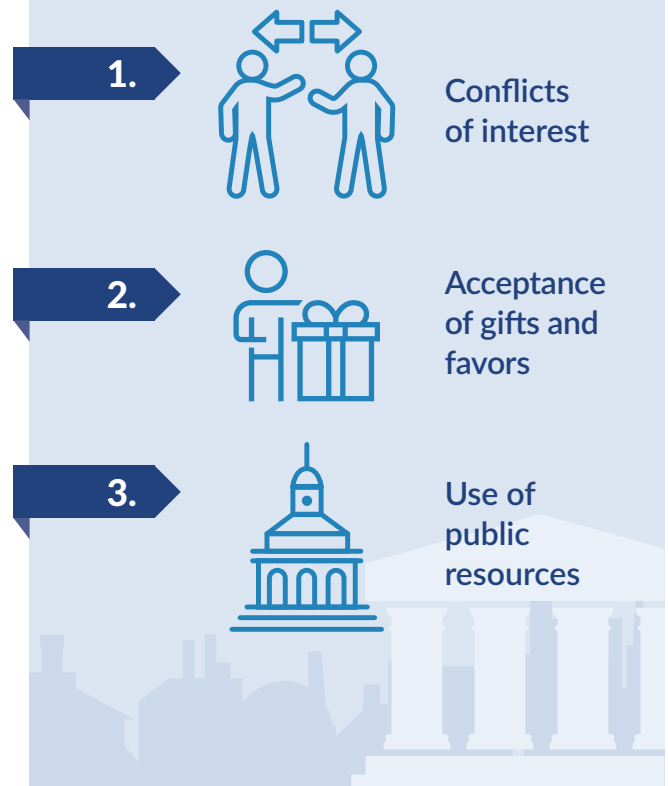 1.
Conflicts
of interest
2.
Acceptance
of gifts and
favors
3.
Use of
public
resources